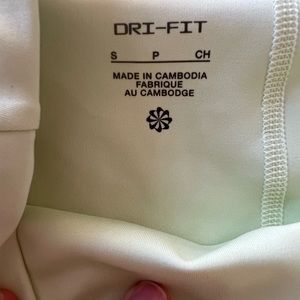 DRI-FIT
S P CH
MADE IN CAMBODIA
FABRIQUE
AU CAMBODGE